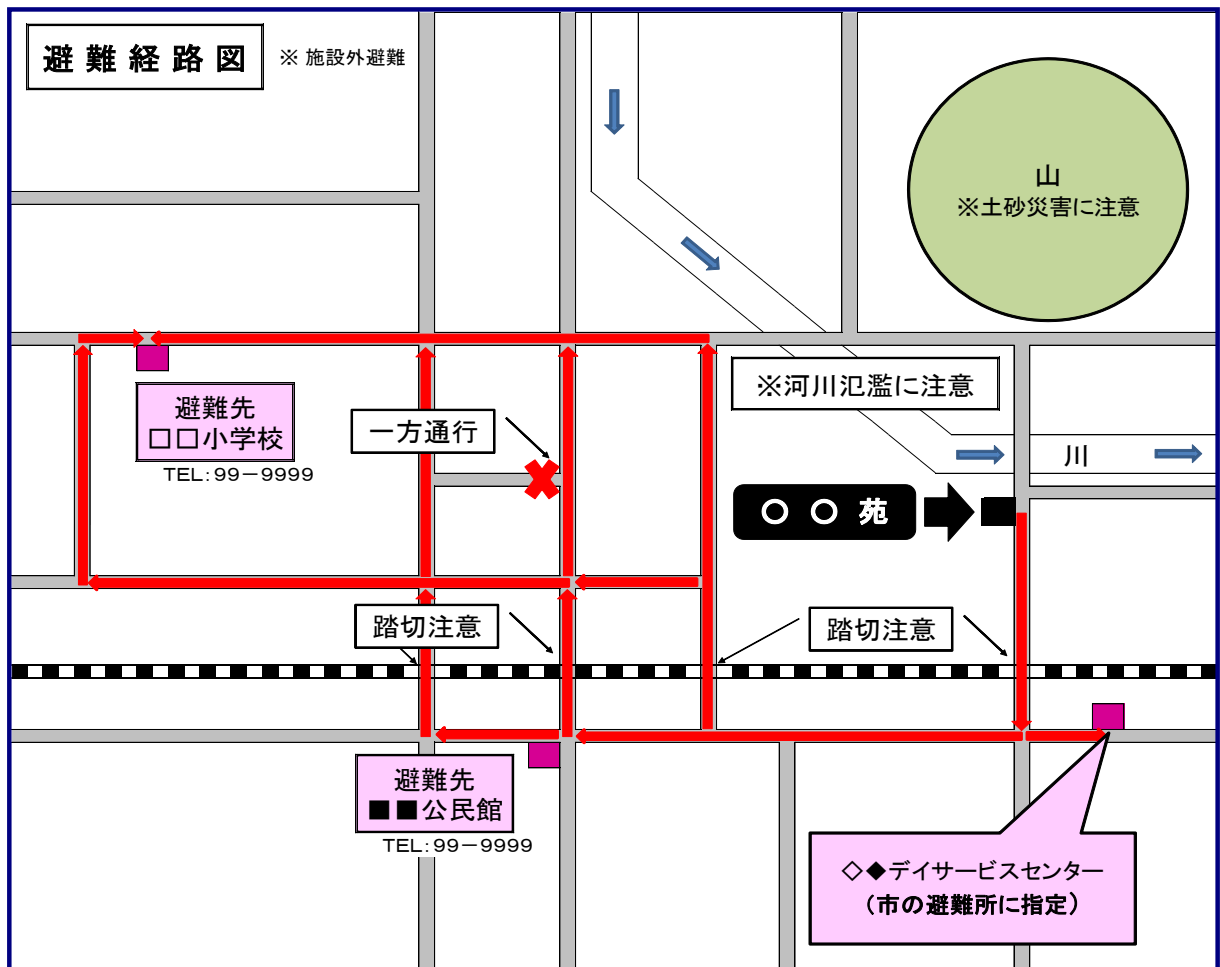 避難経路図
※ 施設外避難
山
※土砂災害に注意
※河川氾濫に注意
避難先
□□小学校
TEL:99－9999
一方通行
川
○ ○ 苑
踏切注意
踏切注意
避難先
■■公民館
TEL:99－9999
◇◆デイサービスセンター
(市の避難所に指定)